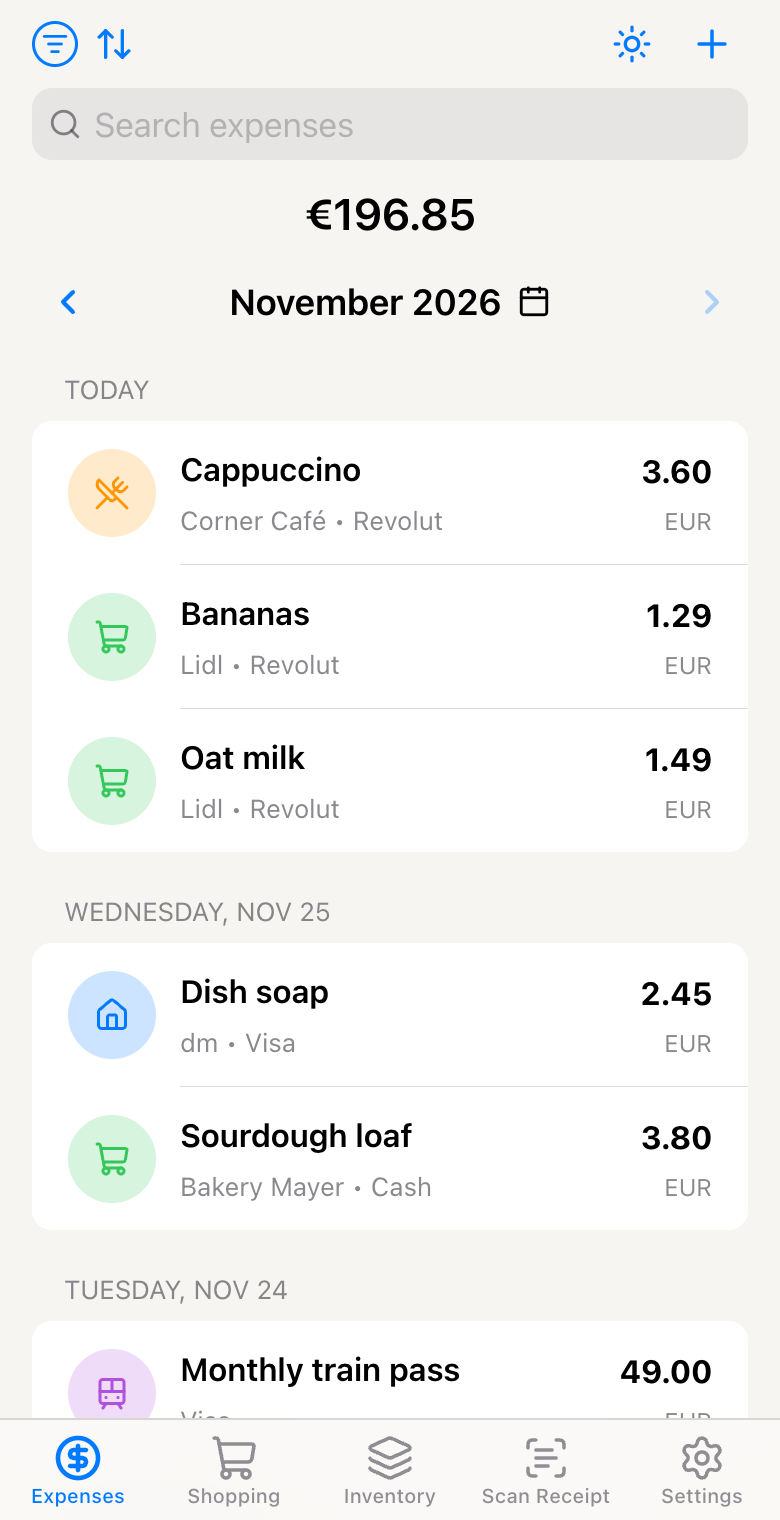 Search expenses
€196.85
November 2026
TODAY
Cappuccino 3.60
Corner Café • Revolut EUR
Bananas 1.29
Lidl • Revolut EUR
Oat milk 1.49
Lidl • Revolut EUR
WEDNESDAY, NOV 25
Dish soap 2.45
dm • Visa EUR
Sourdough loaf 3.80
Bakery Mayer • Cash EUR
TUESDAY, NOV 24
Monthly train pass 49.00
Visa EUR
Expenses Shopping Inventory Scan Receipt Settings